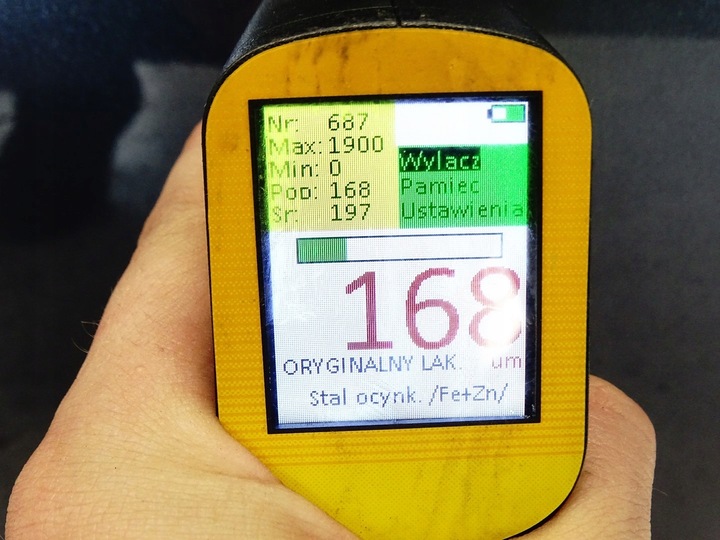 Nr: 687
Max: 1900
Min: 0
Pop: 168
Sr: 197
Wylacz
Pamiec
Ustawienia
168
ORYGINALNY LAK. um
Stal ocynk. /Fe+Zn/